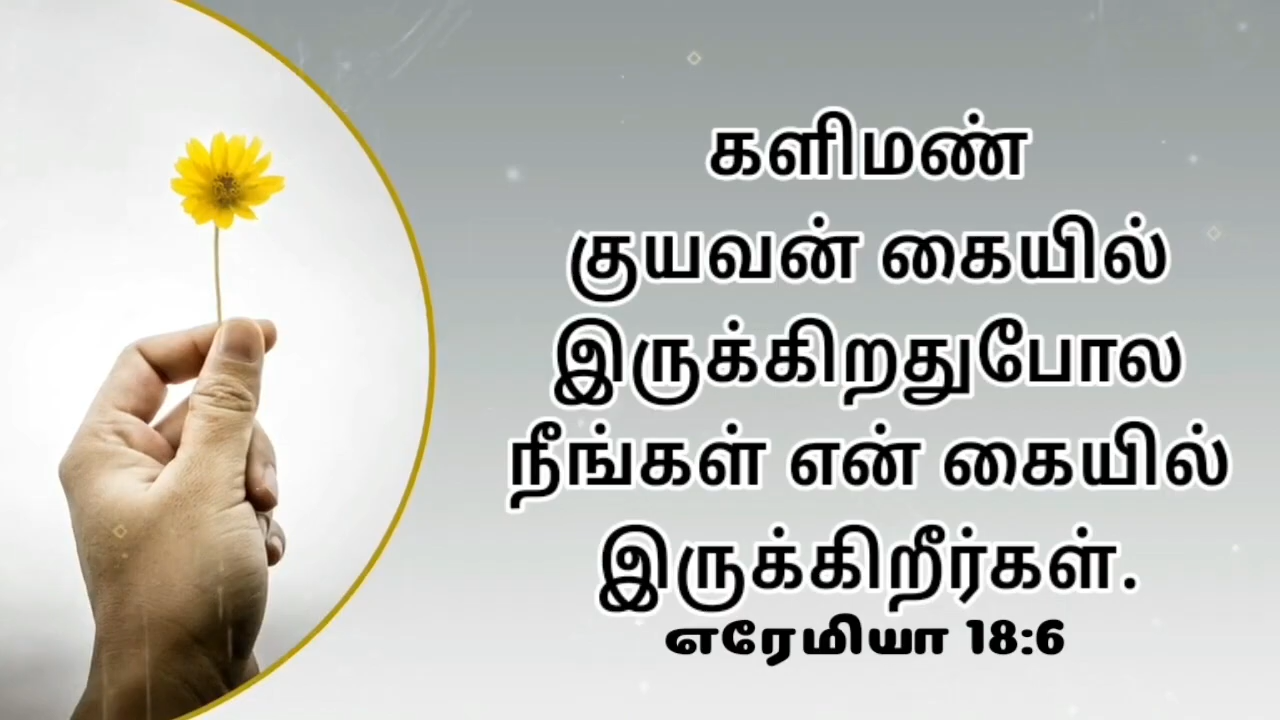 களிமண்
குயவன் கையில்
இருக்கிறதுபோல
நீங்கள் என் கையில்
இருக்கிறீர்கள்.
எரேமியா 18:6